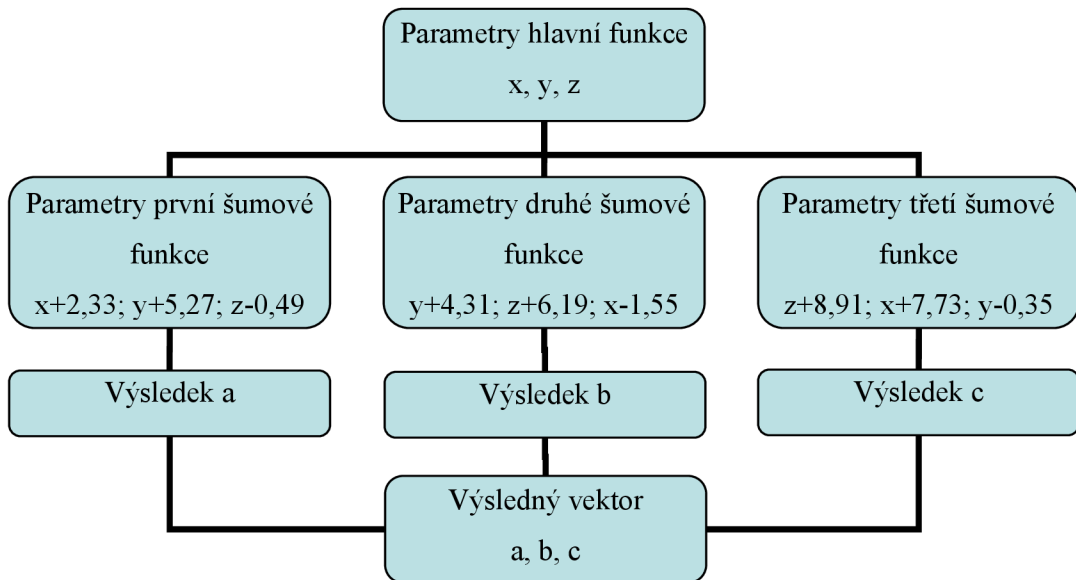 Parametry hlavní funkce
x, y, z
Parametry první šumové
funkce
x+2,33; y+5,27; z-0,49
Parametry druhé šumové
funkce
y+4,31; z+6,19; x-1,55
Parametry třetí šumové
funkce
z+8,91; x+7,73; y-0,35
Výsledek a
Výsledek b
Výsledek c
Výsledný vektor
a, b, c